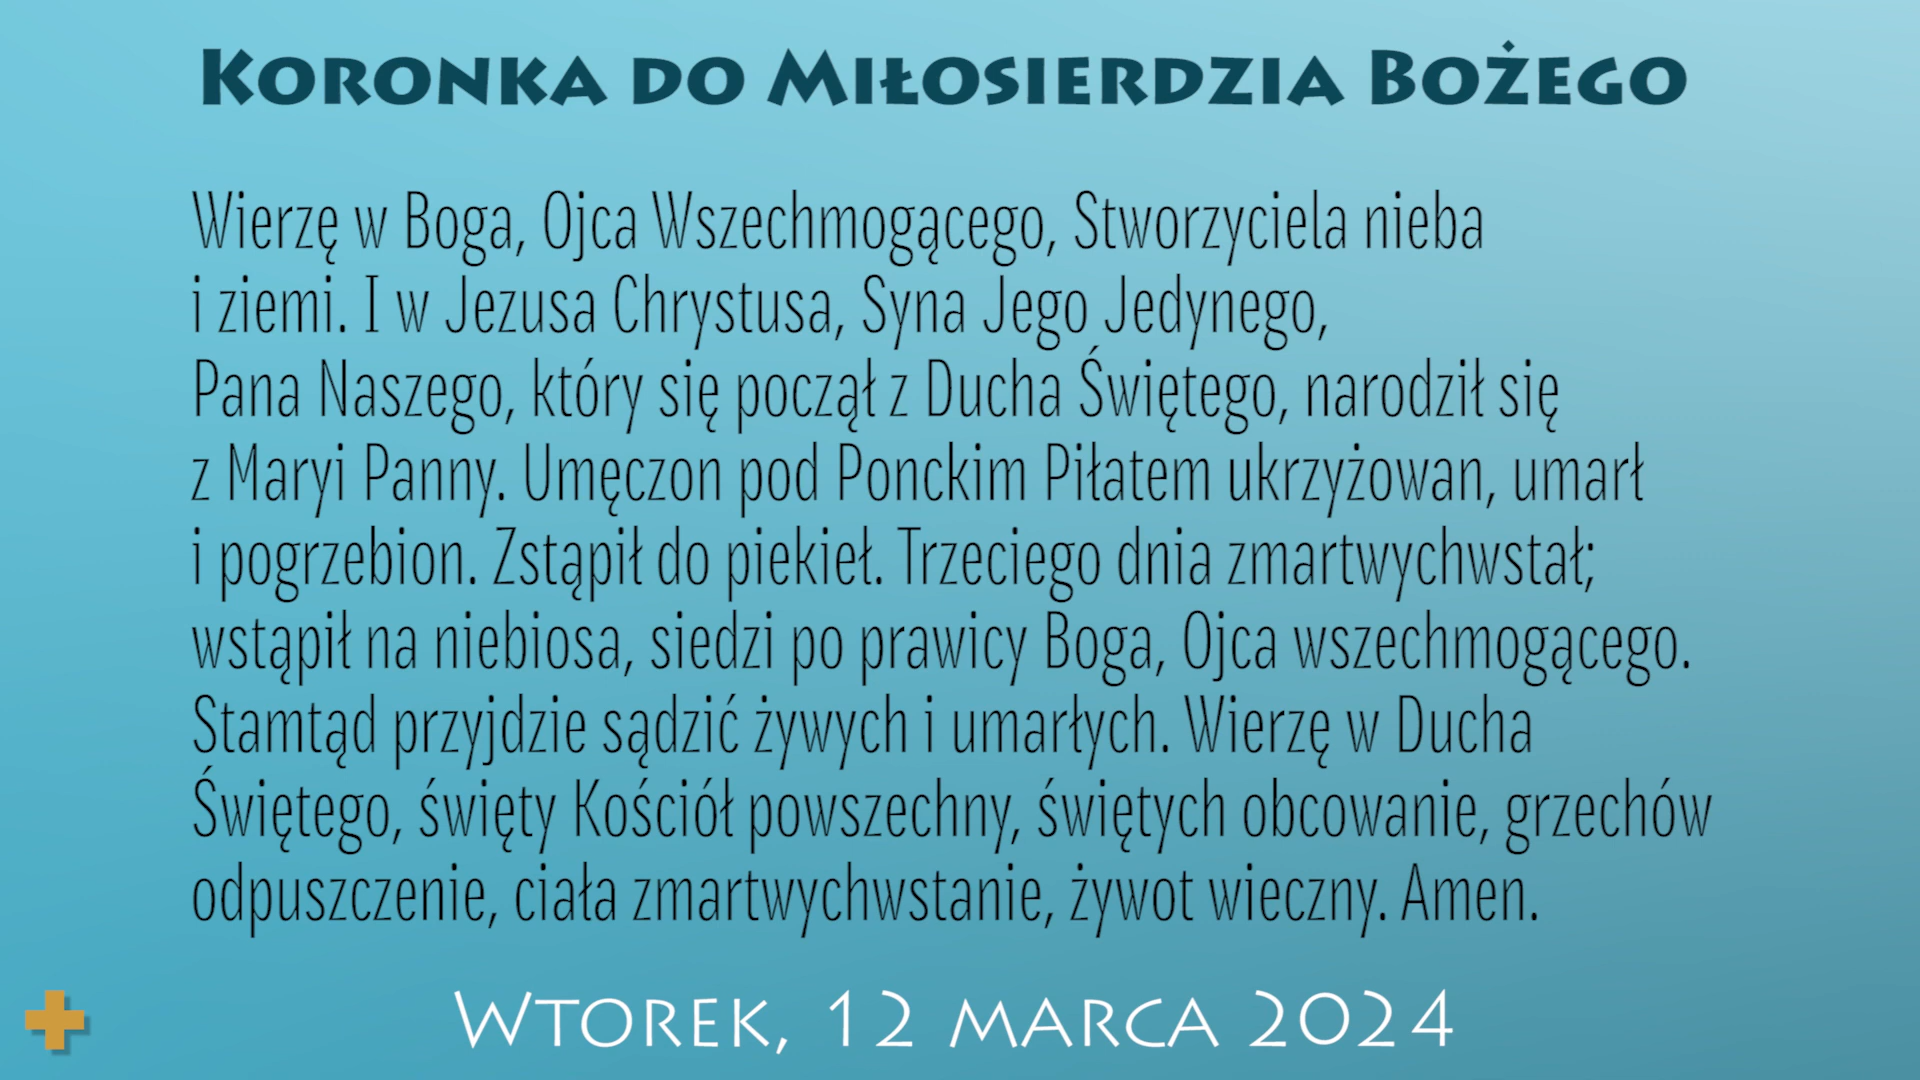 Koronka do Miłosierdzia Bożego
Wierzę w Boga, Ojca Wszechmogącego, Stworzyciela nieba
i ziemi. I w Jezusa Chrystusa, Syna Jego Jedynego,
Pana Naszego, który się począł z Ducha Świętego, narodził się
z Maryi Panny. Umęczon pod Ponckim Piłatem ukrzyżowan, umarł
i pogrzebion. Zstąpił do piekieł. Trzeciego dnia zmartwychwstał;
wstąpił na niebiosa, siedzi po prawicy Boga, Ojca wszechmogącego.
Stamtąd przyjdzie sądzić żywych i umarłych. Wierzę w Ducha
Świętego, święty Kościół powszechny, świętych obcowanie, grzechów
odpuszczenie, ciała zmartwychwstanie, żywot wieczny. Amen.
Wtorek, 12 marca 2024